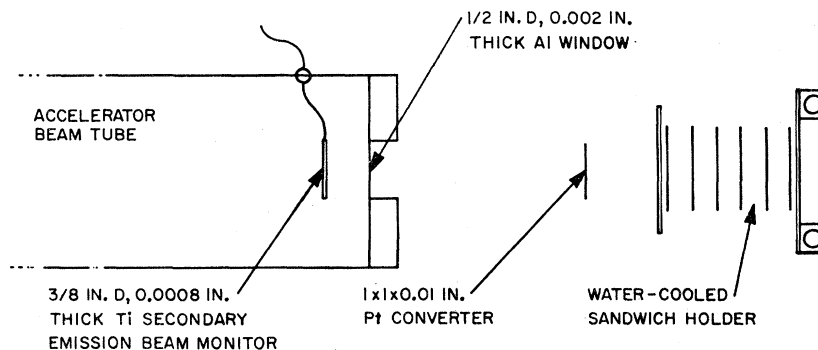 1/2 IN. D, 0.002 IN.
THICK Al WINDOW
ACCELERATOR
BEAM TUBE
3/8 IN. D, 0.0008 IN.
THICK Ti SECONDARY
EMISSION BEAM MONITOR
1x1x0.01 IN.
Pt CONVERTER
WATER-COOLED
SANDWICH HOLDER